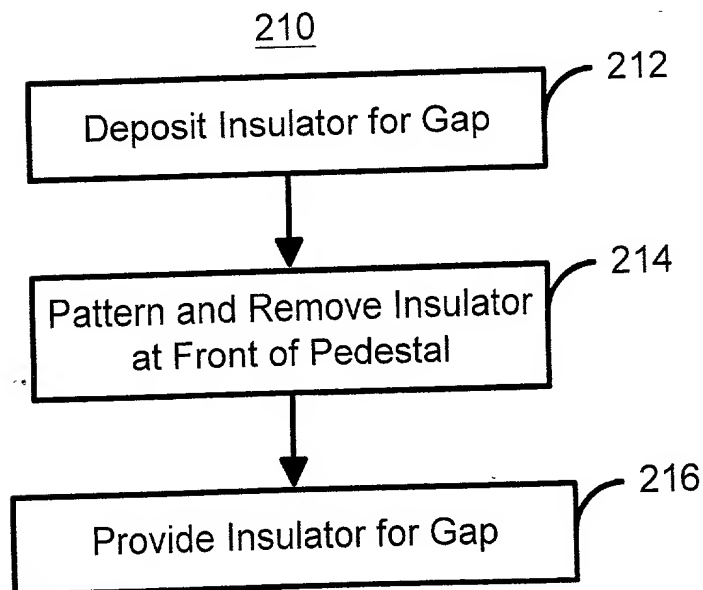 210
212
Deposit Insulator for Gap
214
Pattern and Remove Insulator
at Front of Pedestal
216
Provide Insulator for Gap